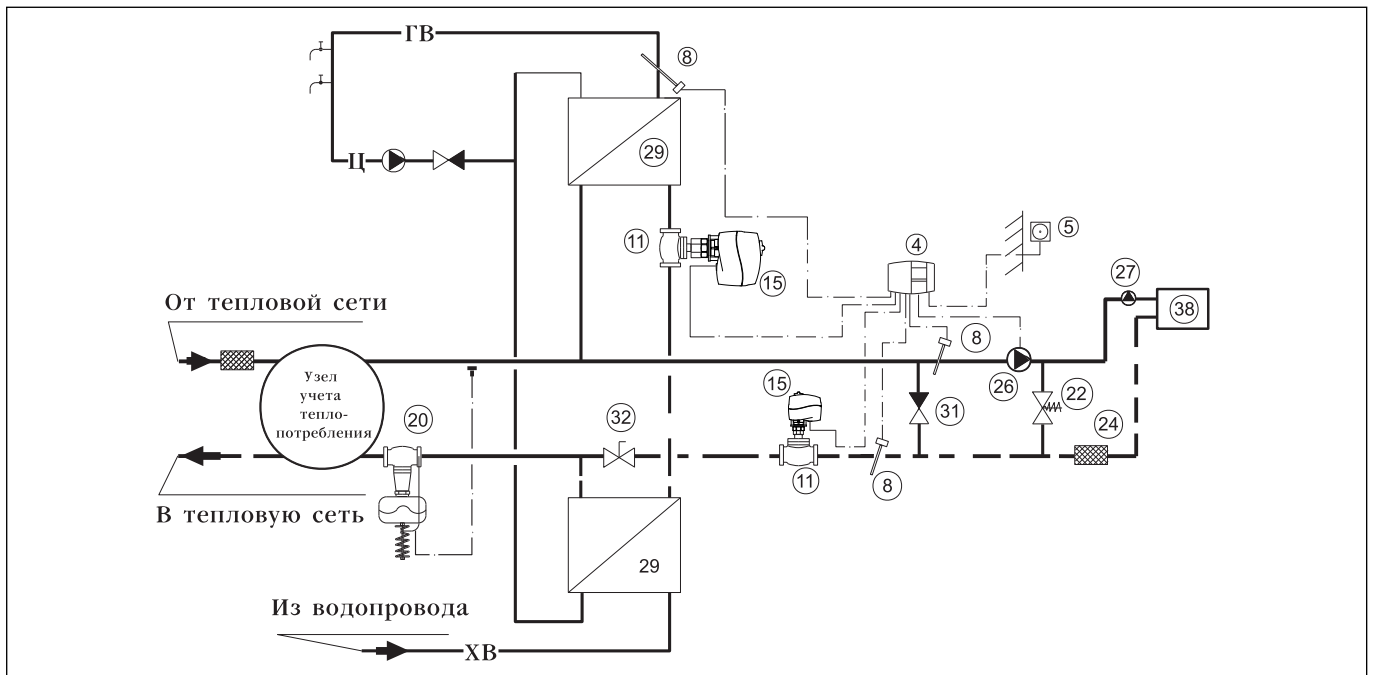 ГВ
8
29
Ц
11
15
4
5
27
38
От тепловой сети
8
26
Узел
учета
тепло-
потребления
20
32
15
31
22
24
11
8
В тепловую сеть
29
Из водопровода
ХВ